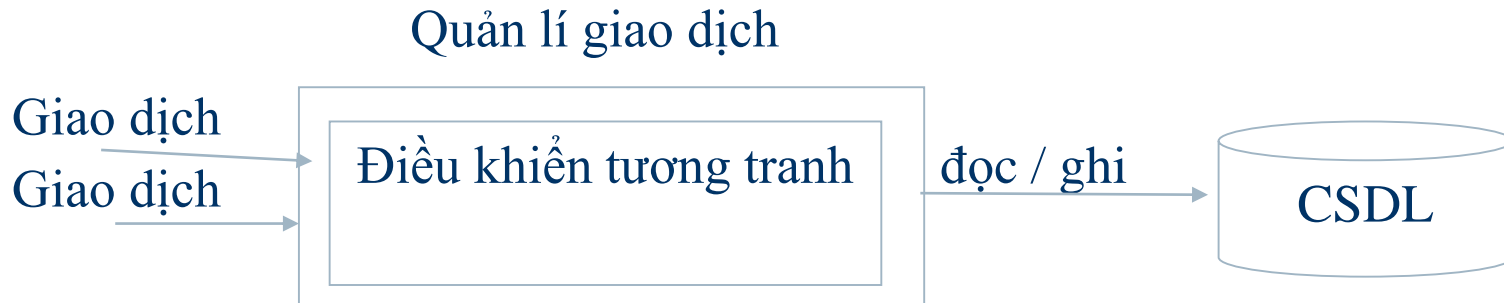 Quản lí giao dịch
Giao dịch
Điều khiển tương tranh
đọc / ghi
Giao dịch
CSDL